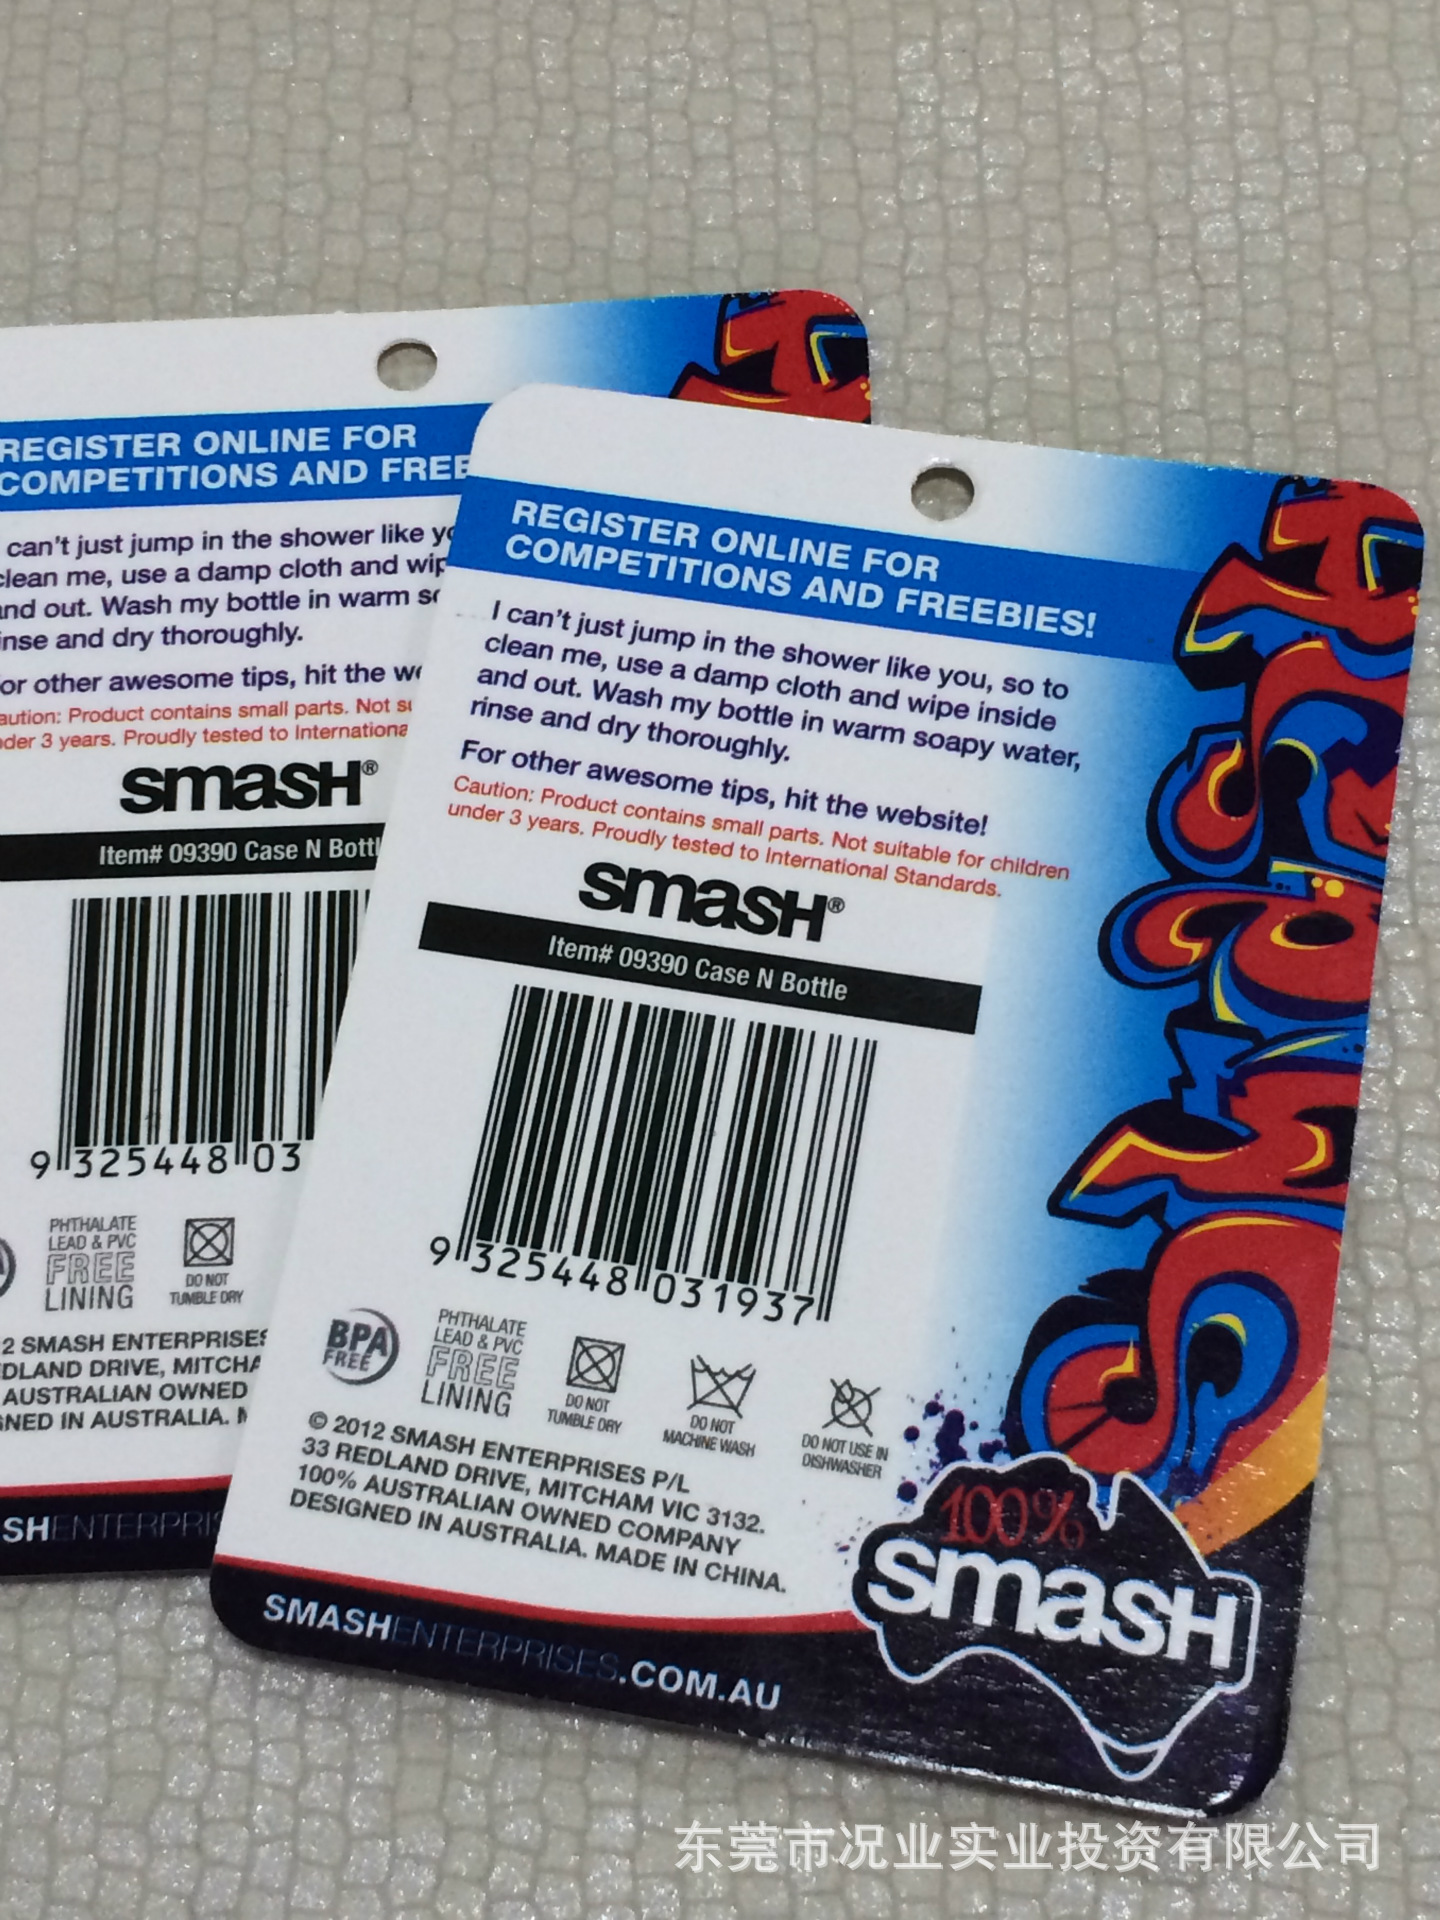 REGISTER ONLINE FOR
COMPETITIONS AND FREE
can't just jump in the shower like yo
clean me, use a damp cloth and wip
and out. Wash my bottle in warm so
inse and dry thoroughly.
or other awesome tips, hit the we
aution: Product contains small parts. Not su
der 3 years. Proudly tested to Internationa
smasH®
Item# 09390 Case N Bottl
9 325448 03
PHTHALATE
LEAD & PVC
FREE
LINING
DO NOT
TUMBLE DRY
2 SMASH ENTERPRISES
DLAND DRIVE, MITCHA
AUSTRALIAN OWNED
GNED IN AUSTRALIA. M
SHENTERPRIS
REGISTER ONLINE FOR
COMPETITIONS AND FREEBIES!
I can't just jump in the shower like you, so to
clean me, use a damp cloth and wipe inside
and out. Wash my bottle in warm soapy water,
rinse and dry thoroughly.
For other awesome tips, hit the website!
Caution: Product contains small parts. Not suitable for children
under 3 years. Proudly tested to International Standards.
smasH®
Item# 09390 Case N Bottle
9 325448 031937
BPA
FREE
PHTHALATE
LEAD & PVC
FREE
LINING
DO NOT
TUMBLE DRY
DO NOT
MACHINE WASH
DO NOT USE IN
DISHWASHER
© 2012 SMASH ENTERPRISES P/L
33 REDLAND DRIVE, MITCHAM VIC 3132.
100% AUSTRALIAN OWNED COMPANY
DESIGNED IN AUSTRALIA. MADE IN CHINA.
SMASHENTERPRISES.COM.AU
100%
smasH
东莞市况业实业投资有限公司